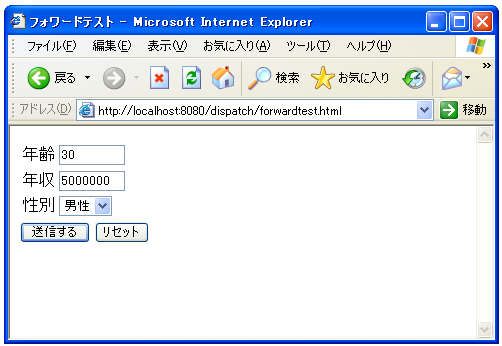 フォワードテスト - Microsoft Internet Explorer
ファイル(F) 編集(E) 表示(V) お気に入り(A) ツール(T) ヘルプ(H)
戻る 検索 お気に入り »
アドレス(D) http://localhost:8080/dispatch/forwardtest.html 移動
年齢 30
年収 5000000
性別 男性
送信する リセット